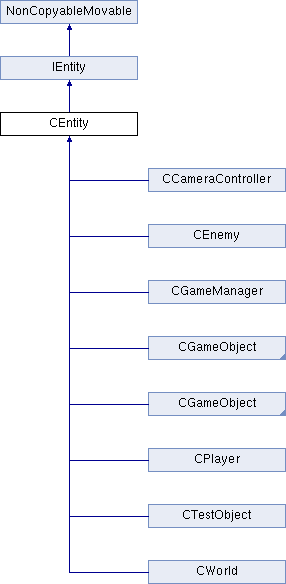 NonCopyableMovable
IEntity
CEntity
CCameraController
CEnemy
CGameManager
CGameObject
CGameObject
CPlayer
CTestObject
CWorld